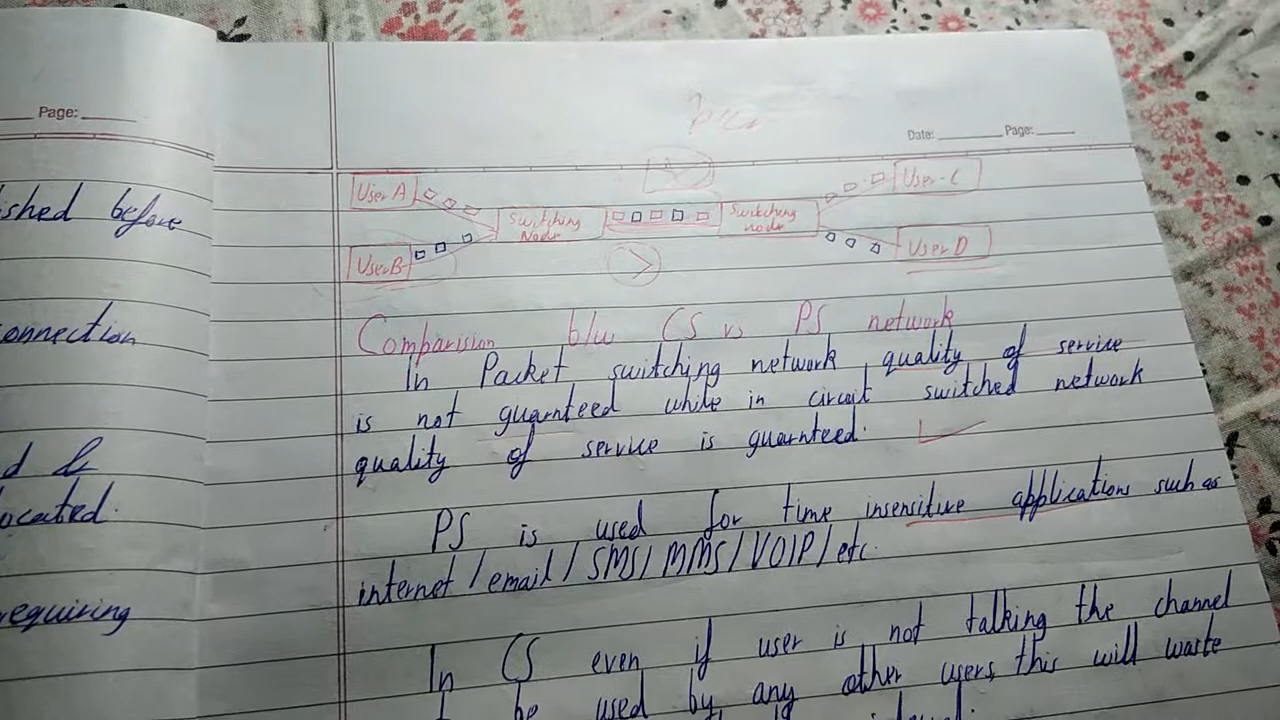 Page:
Date: Page:
shed before
onnection
d &
ocated.
requiring
User A
User-C
Switching Node
Switching node
User B
User D
Comparision b/w CS vs PS network
In Packet switching network quality of service
is not guarnteed while in circuit switched network
quality of service is guarnteed.
PS is used for time insensitive applications such as
internet/email/SMS/MMS/VOIP/etc.
In CS even if user is not talking the channel
be used by any other users, this will waste